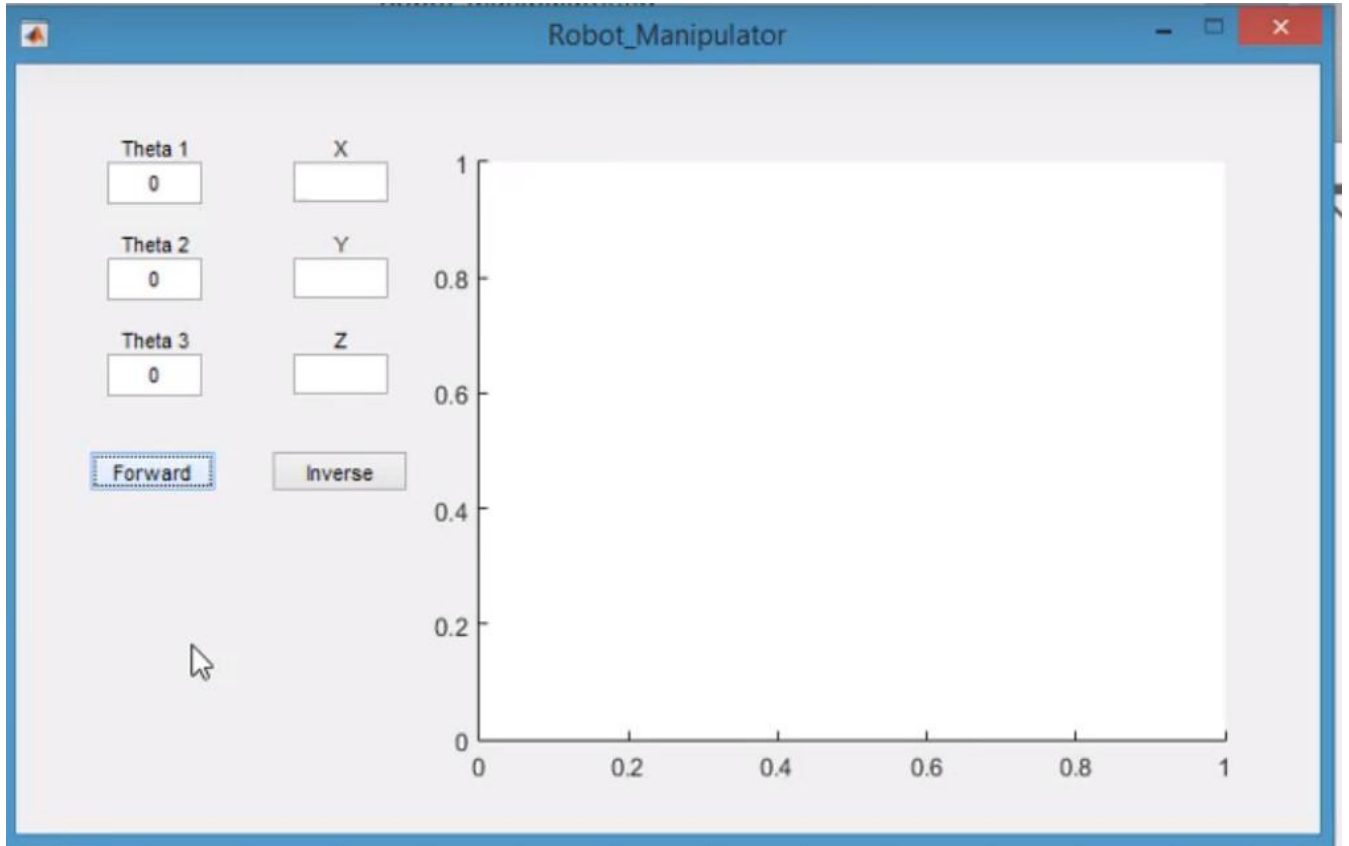 Robot_Manipulator
Theta 1
X
0
Theta 2
Y
0
Theta 3
Z
0
Forward
Inverse
1
0.8
0.6
0.4
0.2
0
0 0.2 0.4 0.6 0.8 1